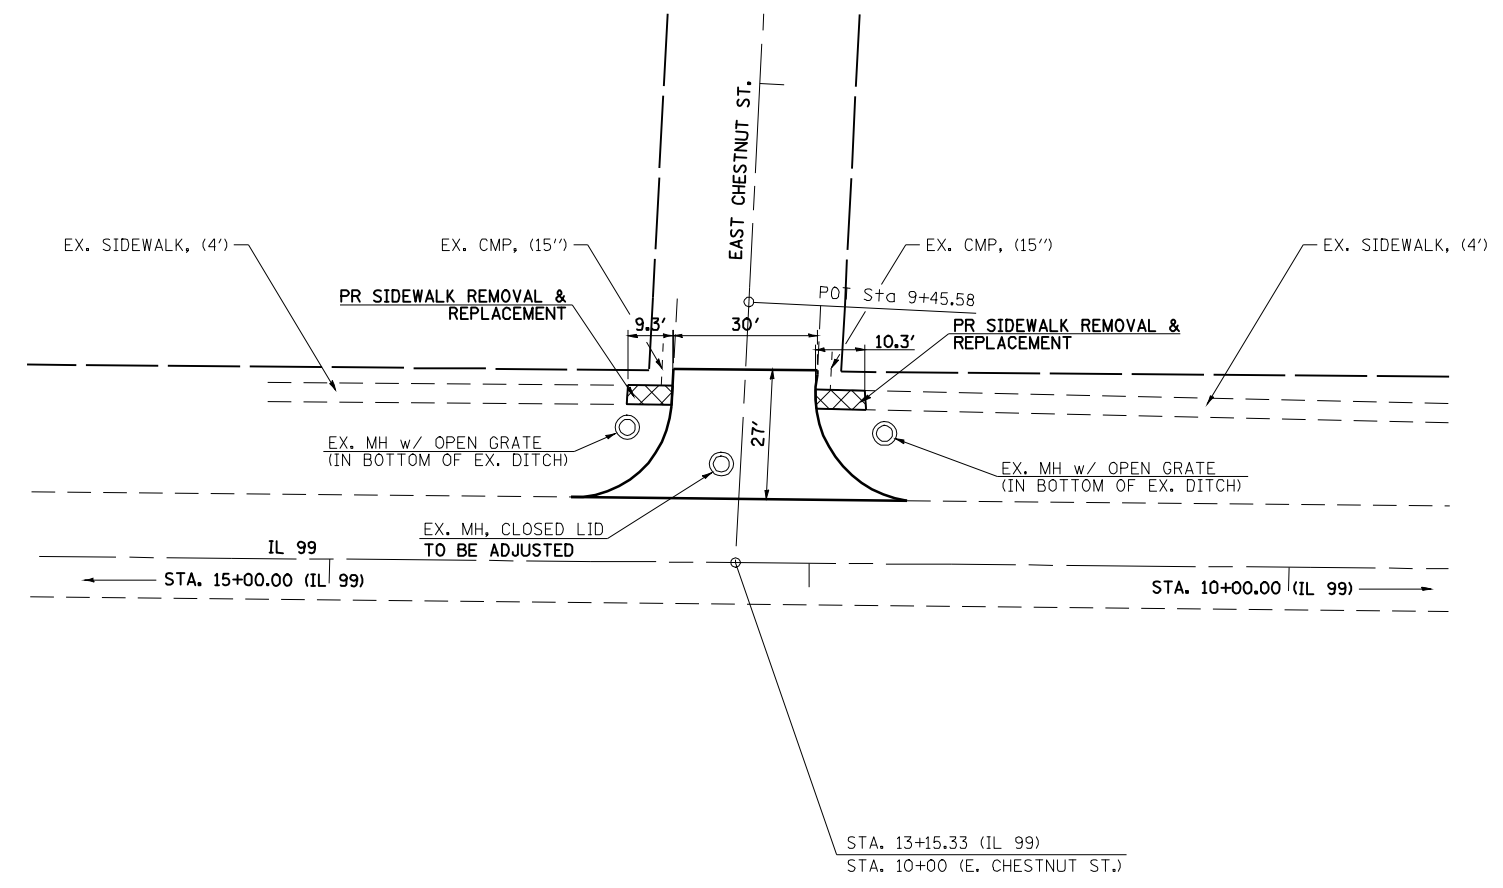 EAST CHESTNUT ST.
EX. SIDEWALK, (4')
EX. CMP, (15'')
EX. CMP, (15'')
EX. SIDEWALK, (4')
PR SIDEWALK REMOVAL &
REPLACEMENT
POT Sta 9+45.58
9.3'
30'
10.3'
PR SIDEWALK REMOVAL &
REPLACEMENT
27'
EX. MH w/ OPEN GRATE
(IN BOTTOM OF EX. DITCH)
EX. MH w/ OPEN GRATE
(IN BOTTOM OF EX. DITCH)
EX. MH, CLOSED LID
TO BE ADJUSTED
IL 99
STA. 15+00.00 (IL 99)
STA. 10+00.00 (IL 99)
STA. 13+15.33 (IL 99)
STA. 10+00 (E. CHESTNUT ST.)